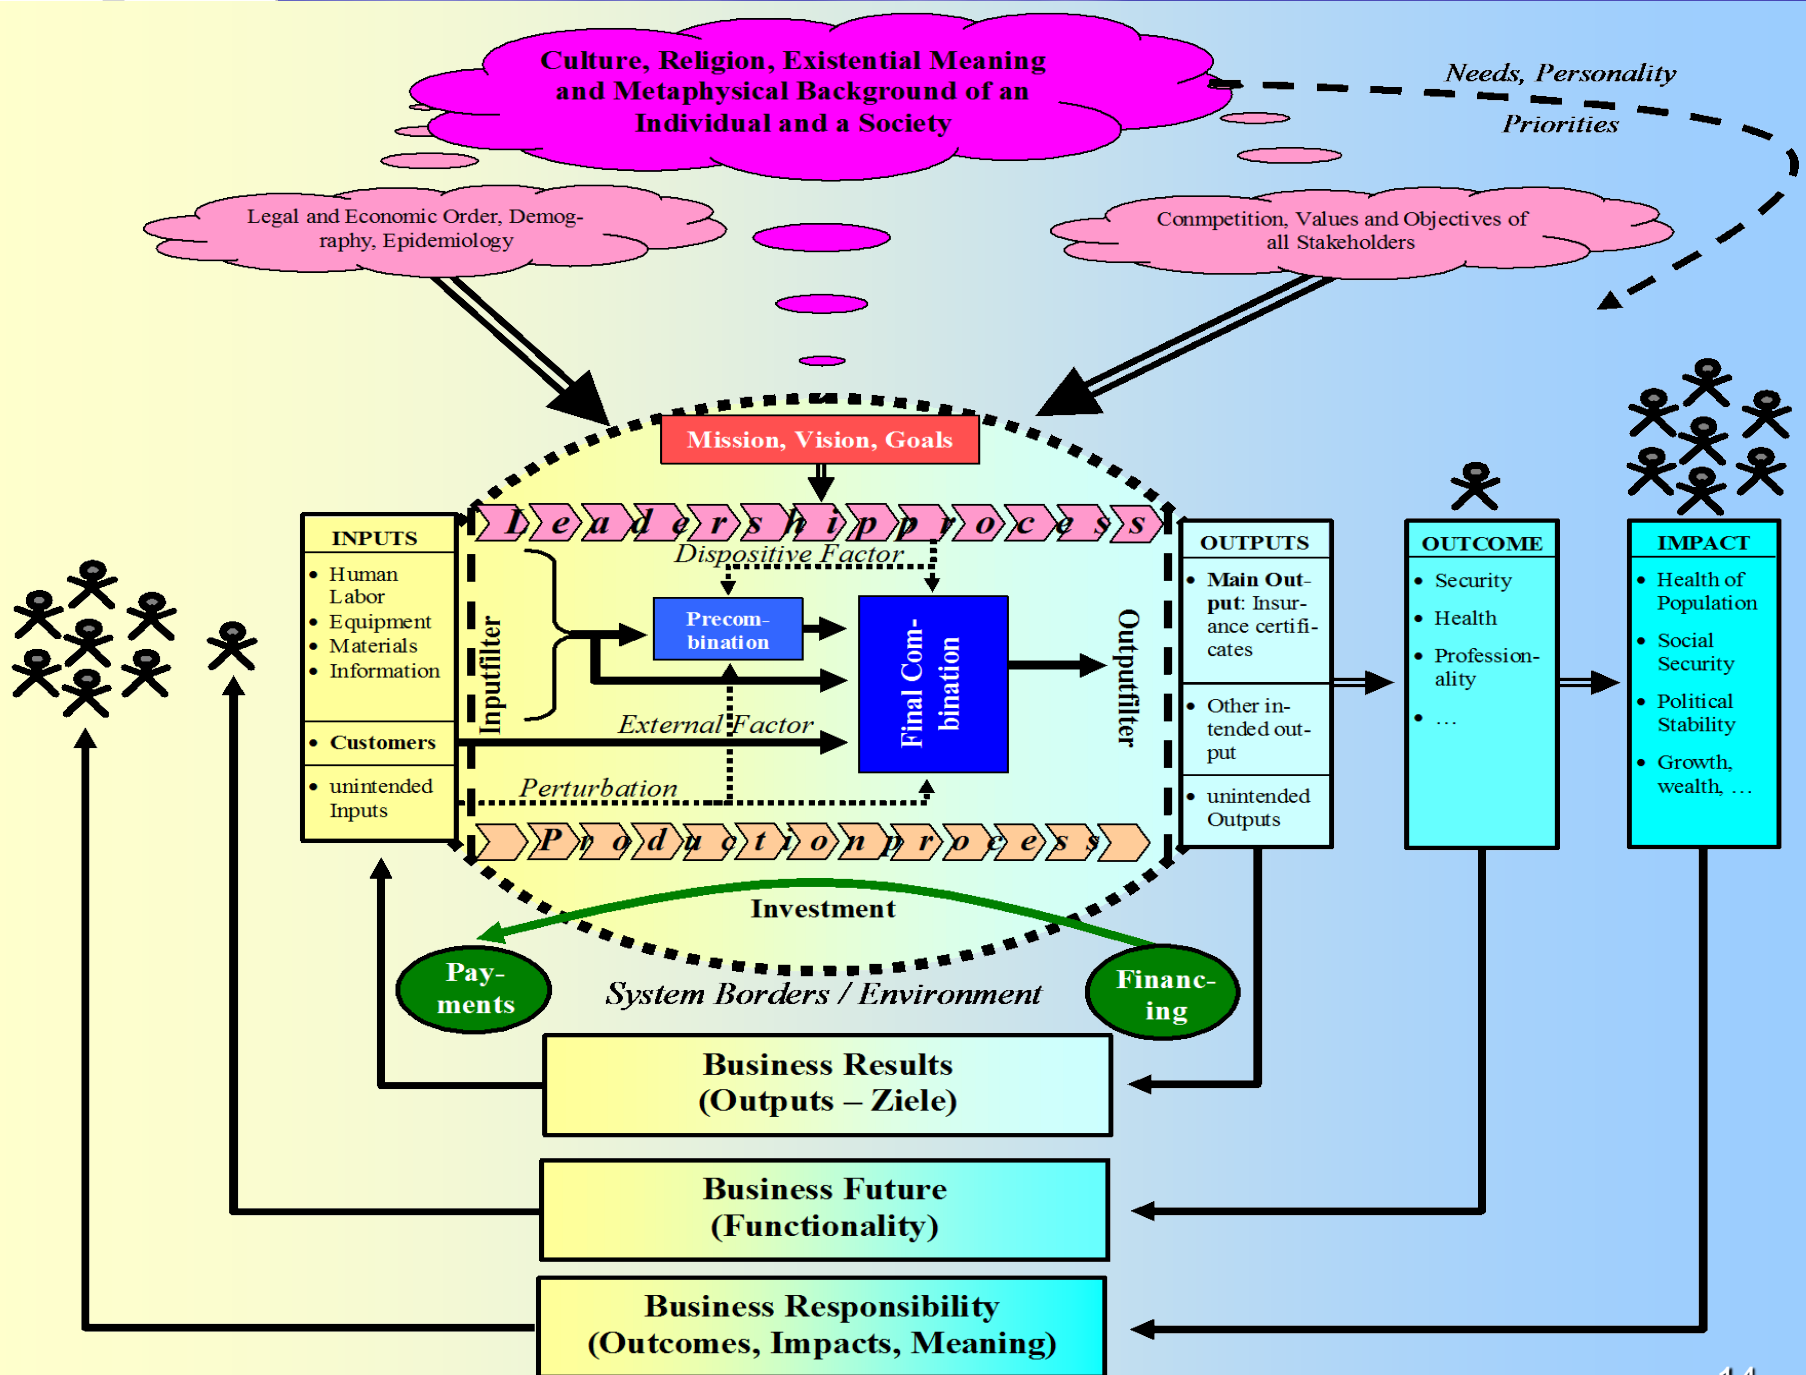 Culture, Religion, Existential Meaning
and Metaphysical Background of an
Individual and a Society
Needs, Personality
Priorities
Legal and Economic Order, Demog-
raphy, Epidemiology
Conmpetition, Values and Objectives of
all Stakeholders
Mission, Vision, Goals
Leadershipprocess
Dispositive Factor
INPUTS
• Human
Labor
• Equipment
• Materials
• Information
• Customers
• unintended
Inputs
Inputfilter
Precom-
bination
Final Com-
bination
External Factor
Perturbation
Outputfilter
Productionprocess
OUTPUTS
• Main Out-
put: Insur-
ance certifi-
cates
• Other in-
tended out-
put
• unintended
Outputs
OUTCOME
• Security
• Health
• Profession-
ality
• …
IMPACT
• Health of
Population
• Social
Security
• Political
Stability
• Growth,
wealth, …
Investment
Pay-
ments
Financ-
ing
System Borders / Environment
Business Results
(Outputs – Ziele)
Business Future
(Functionality)
Business Responsibility
(Outcomes, Impacts, Meaning)